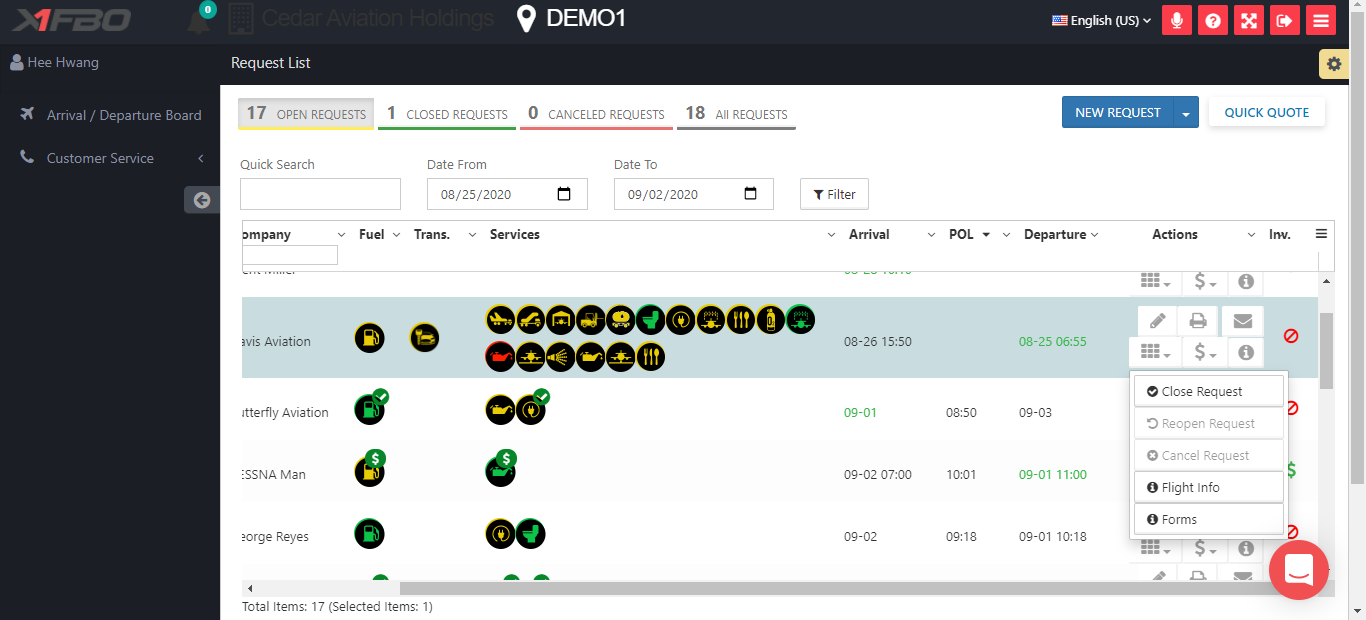 X1FBO
0
Cedar Aviation Holdings
DEMO1
English (US)
Hee Hwang
Request List
Arrival / Departure Board
Customer Service
17 OPEN REQUESTS
1 CLOSED REQUESTS
0 CANCELED REQUESTS
18 All REQUESTS
NEW REQUEST
QUICK QUOTE
Quick Search
Date From
Date To
08/25/2020
09/02/2020
Filter
ompany Fuel Trans. Services Arrival POL Departure Actions Inv.
avis Aviation 08-26 15:50 08-25 06:55
utterfly Aviation 09-01 08:50 09-03
ESSNA Man 09-02 07:00 10:01 09-01 11:00
eorge Reyes 09-02 09:18 09-01 10:18
Close Request
Reopen Request
Cancel Request
Flight Info
Forms
Total Items: 17 (Selected Items: 1)